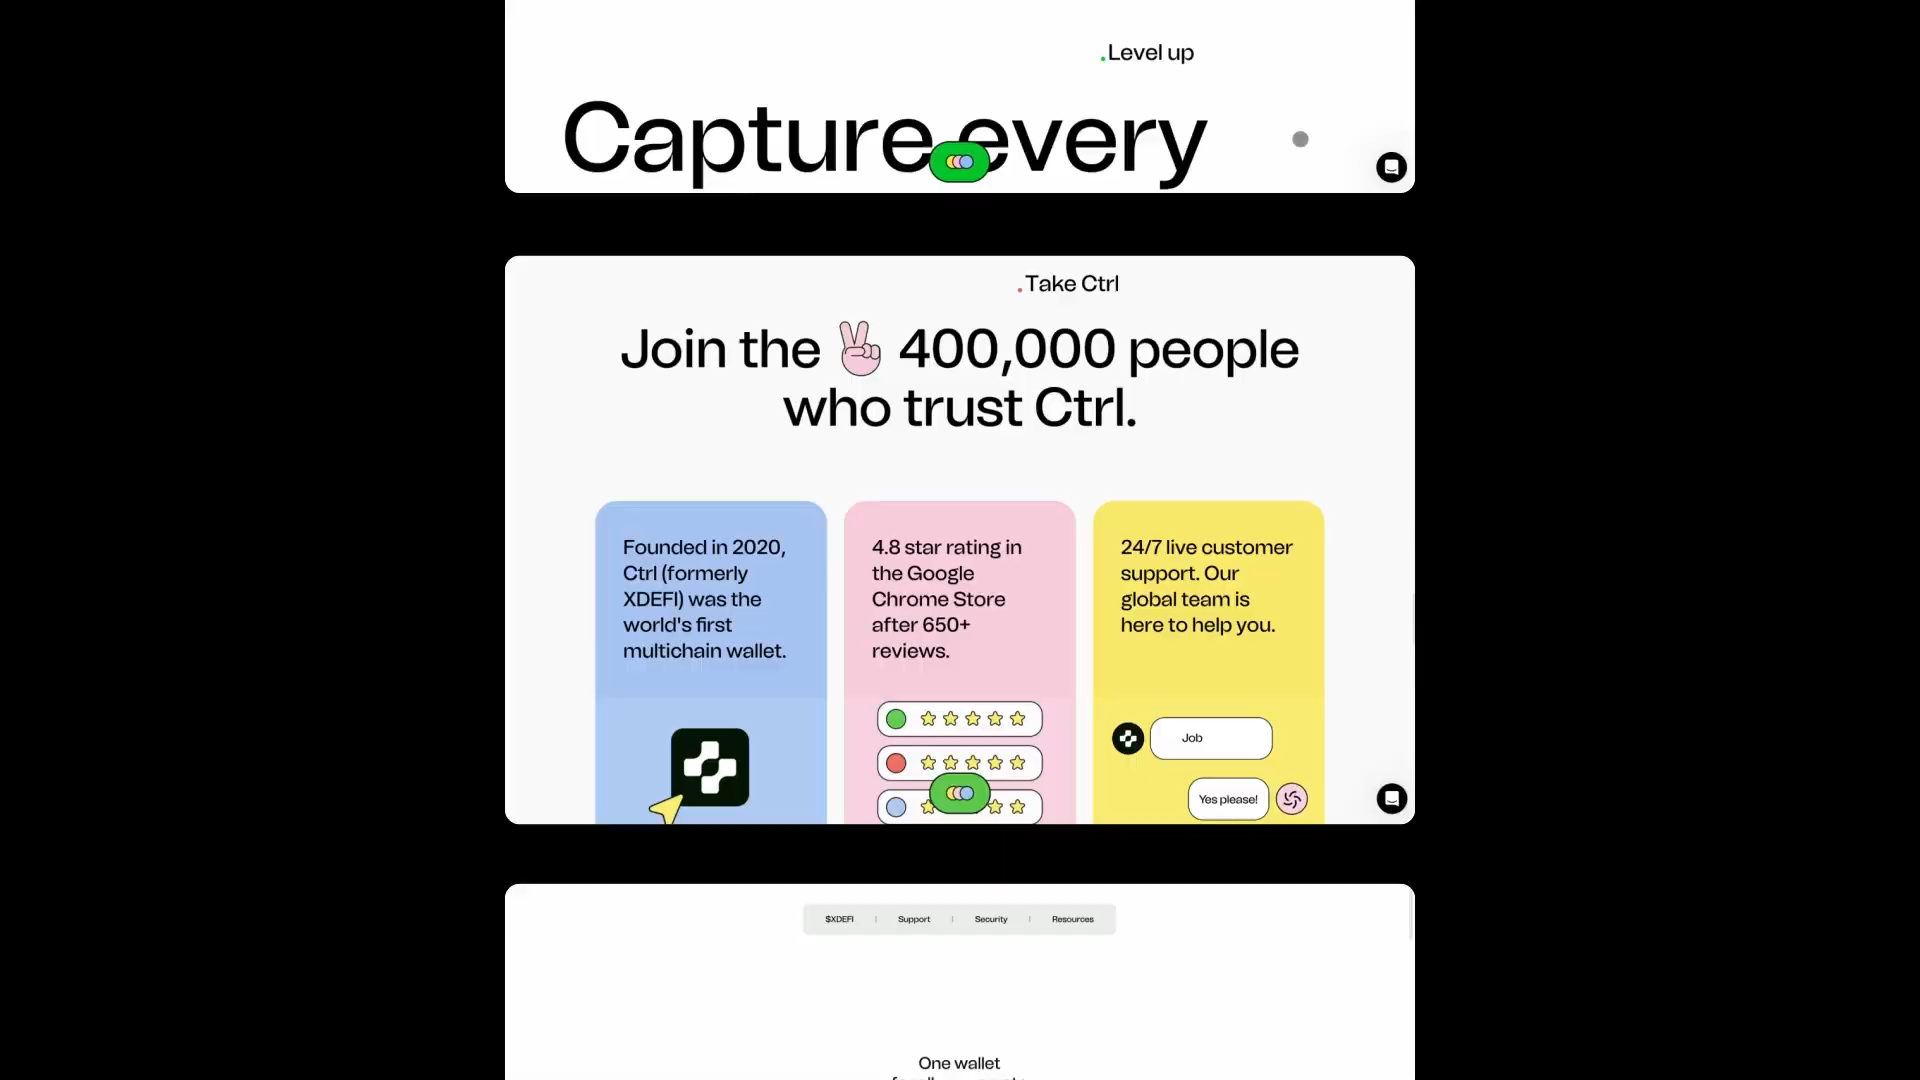 .Level up
Capture every
.Take Ctrl
Join the 400,000 people
who trust Ctrl.
Founded in 2020,
Ctrl (formerly
XDEFI) was the
world's first
multichain wallet.
4.8 star rating in
the Google
Chrome Store
after 650+
reviews.
24/7 live customer
support. Our
global team is
here to help you.
Job
Yes please!
$XDEFI | Support | Security | Resources
One wallet